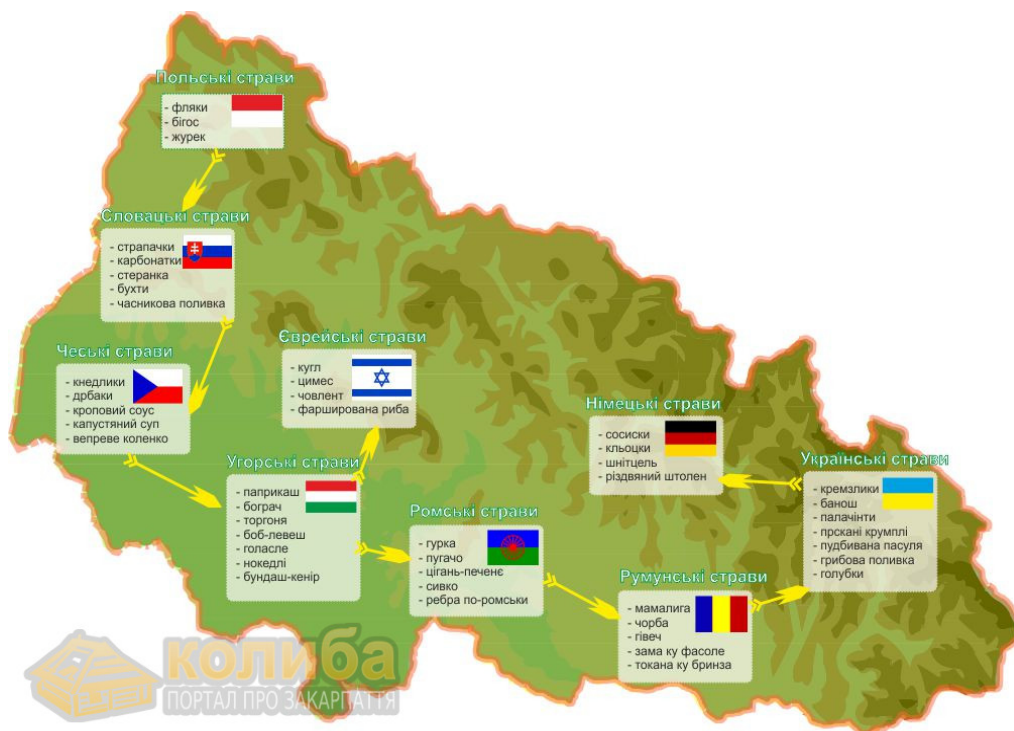 Польські страви
- фляки
- бігос
- журек
Словацькі страви
- страпачки
- карбонатки
- стеранка
- бухти
- часникова поливка
Чеські страви
- кнедлики
- дрбаки
- кроповий соус
- капустяний суп
- вепреве коленко
Єврейські страви
- кугл
- цимес
- човлент
- фарширована риба
Угорські страви
- паприкаш
- бограч
- торгоня
- боб-левеш
- голасле
- нокедлі
- бундаш-кенір
Ромські страви
- гурка
- пугачо
- цігань-печенє
- сивко
- ребра по-ромськи
Румунські страви
- мамалига
- чорба
- гівеч
- зама ку фасоле
- токана ку бринза
Німецькі страви
- сосиски
- кльоцки
- шнітцель
- різдвяний штолен
Українські страви
- кремзлики
- банош
- палачінти
- прскані крумплі
- пудбивана пасуля
- грибова поливка
- голубки
колиба
ПОРТАЛ ПРО ЗАКАРПАТТЯ